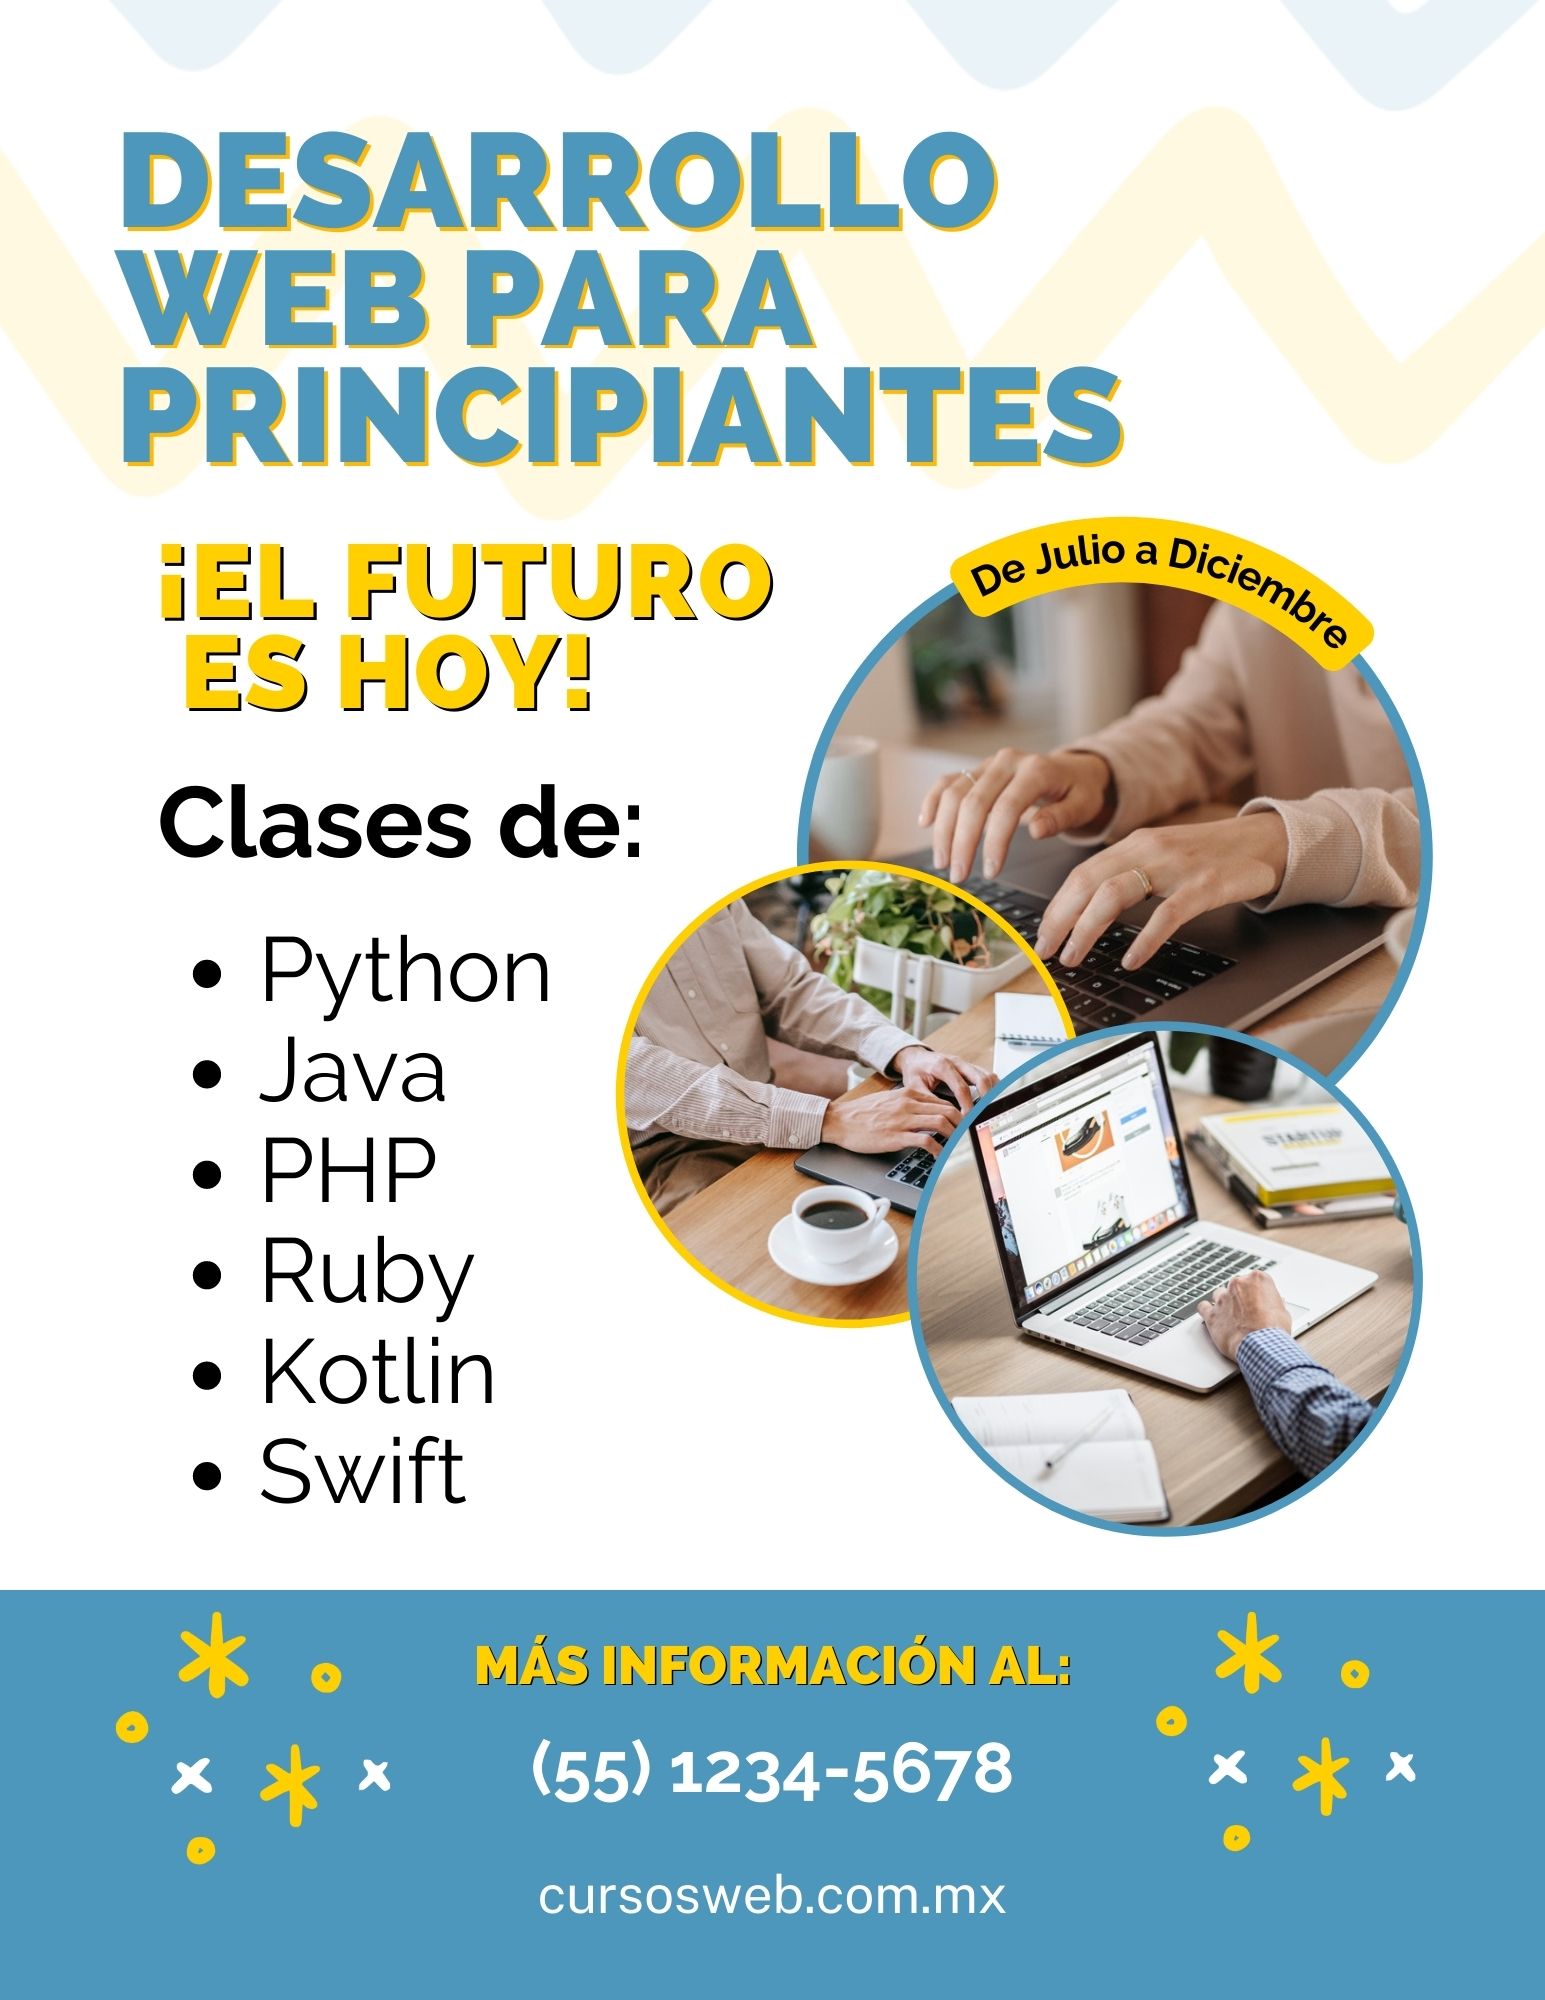 DESARROLLO
WEB PARA
PRINCIPIANTES
¡EL FUTURO
ES HOY!
De Julio a Diciembre
Clases de:
• Python
• Java
• PHP
• Ruby
• Kotlin
• Swift
STARTUP
MÁS INFORMACIÓN AL:
(55) 1234-5678
cursosweb.com.mx